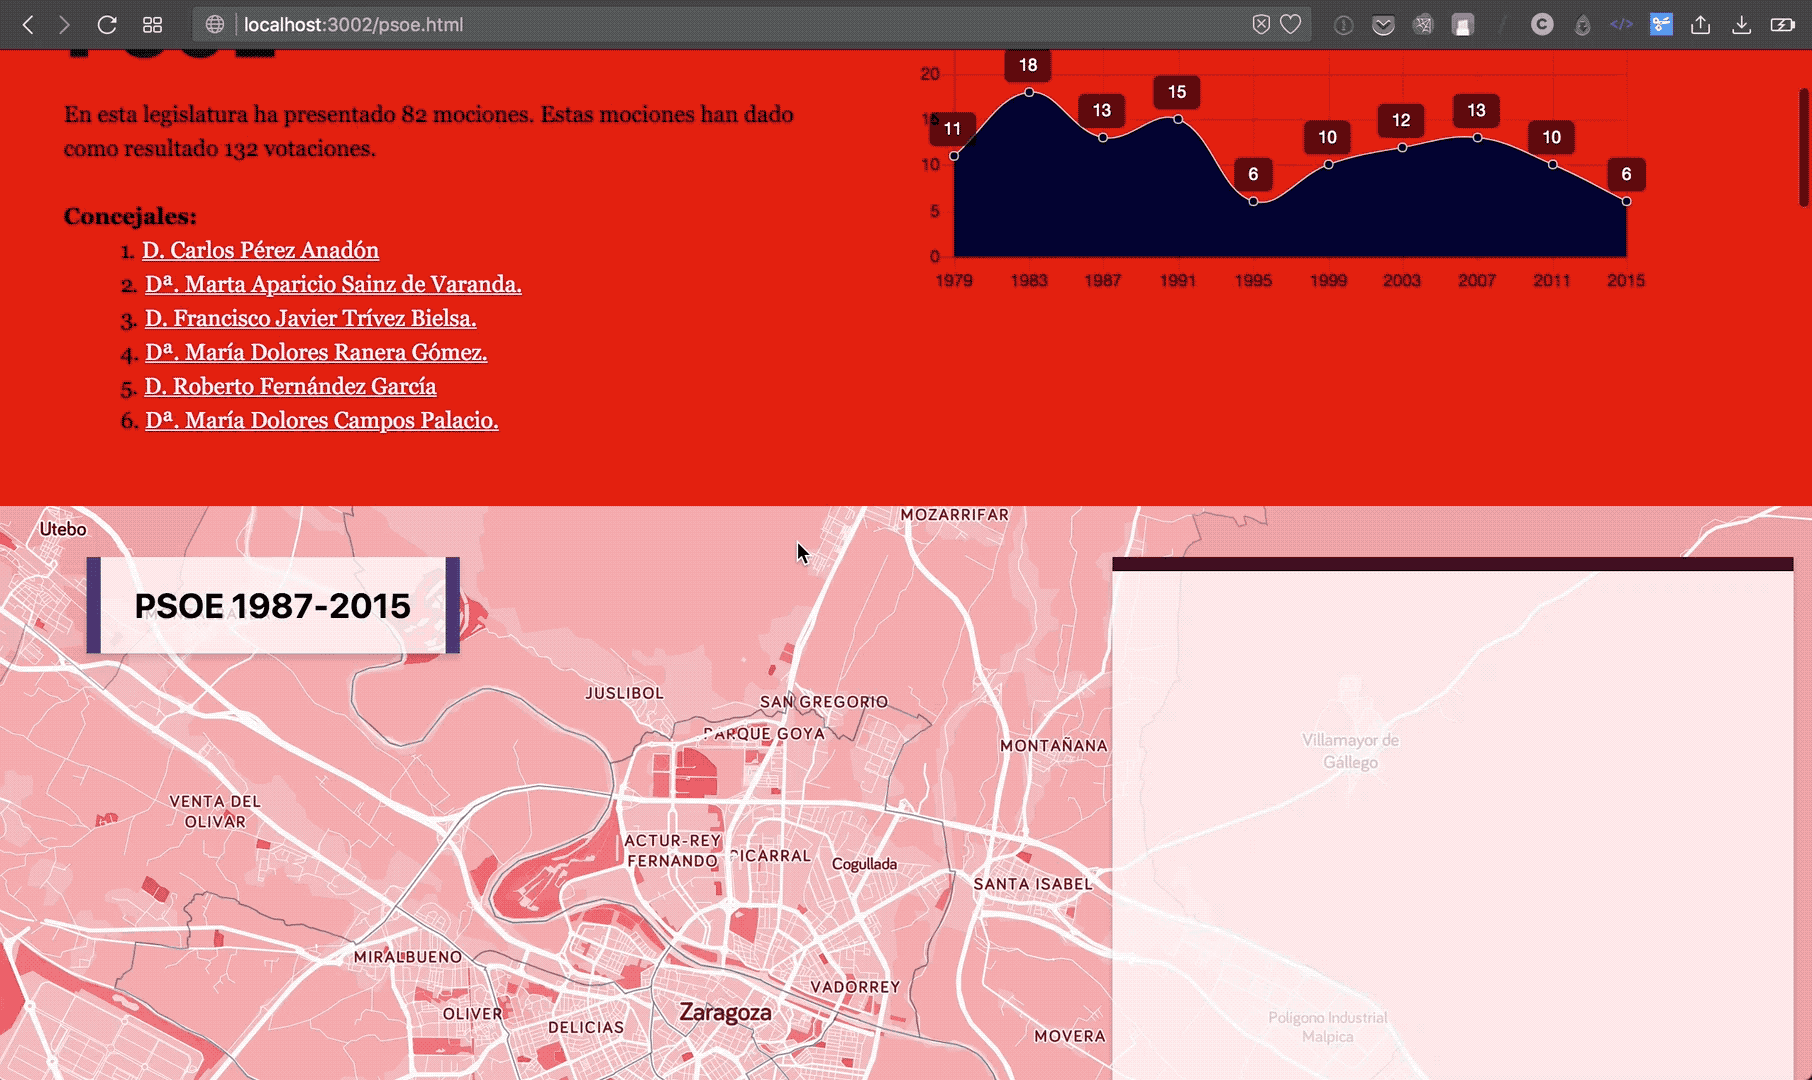 localhost:3002/psoe.html
En esta legislatura ha presentado 82 mociones. Estas mociones han dado
como resultado 132 votaciones.
Concejales:
1. D. Carlos Pérez Anadón
2. Dª. Marta Aparicio Sainz de Varanda.
3. D. Francisco Javier Trívez Bielsa.
4. Dª. María Dolores Ranera Gómez.
5. D. Roberto Fernández García
6. Dª. María Dolores Campos Palacio.
20
15
10
5
0
11
18
13
15
6
10
12
13
10
6
1979 1983 1987 1991 1995 1999 2003 2007 2011 2015
Utebo
MOZARRIFAR
PSOE 1987-2015
JUSLIBOL
SAN GREGORIO
PARQUE GOYA
MONTAÑANA
Villamayor de
Gállego
VENTA DEL
OLIVAR
ACTUR-REY
FERNANDO
PICARRAL
Cogullada
SANTA ISABEL
MIRALBUENO
VADORREY
OLIVER
DELICIAS
Zaragoza
MOVERA
Polígono Industrial
Malpica